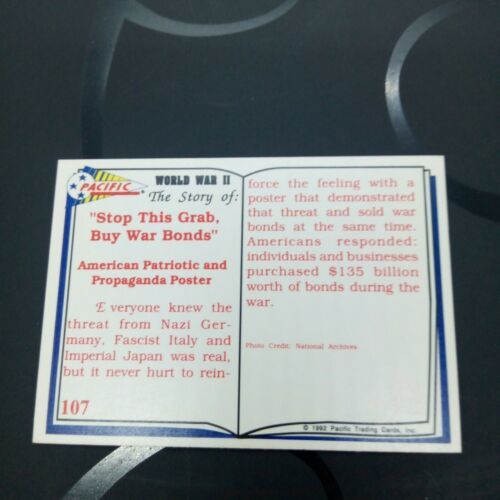 PACIFIC
WORLD WAR II
The Story of:
"Stop This Grab,
Buy War Bonds"
American Patriotic and
Propaganda Poster
Everyone knew the
threat from Nazi Ger-
many, Fascist Italy and
Imperial Japan was real,
but it never hurt to rein-
107
force the feeling with a
poster that demonstrated
that threat and sold war
bonds at the same time.
Americans responded:
individuals and businesses
purchased $135 billion
worth of bonds during the
war.
Photo Credit: National Archives
© 1992 Pacific Trading Cards, Inc.